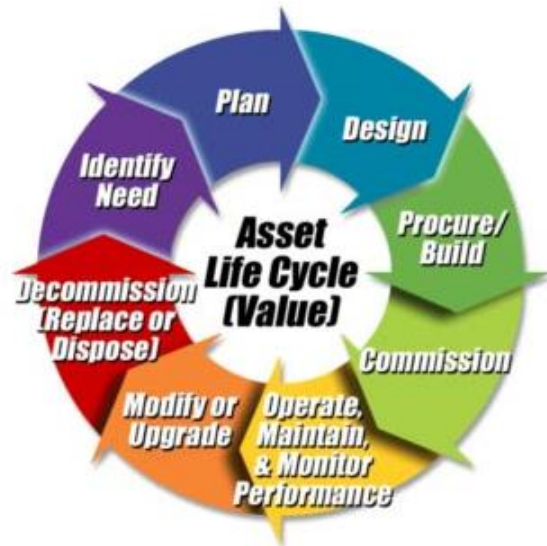 Plan
Design
Procure/
Build
Commission
Operate,
Maintain,
& Monitor
Performance
Modify or
Upgrade
Decommission
(Replace or
Dispose)
Identify
Need
Asset
Life Cycle
(Value)